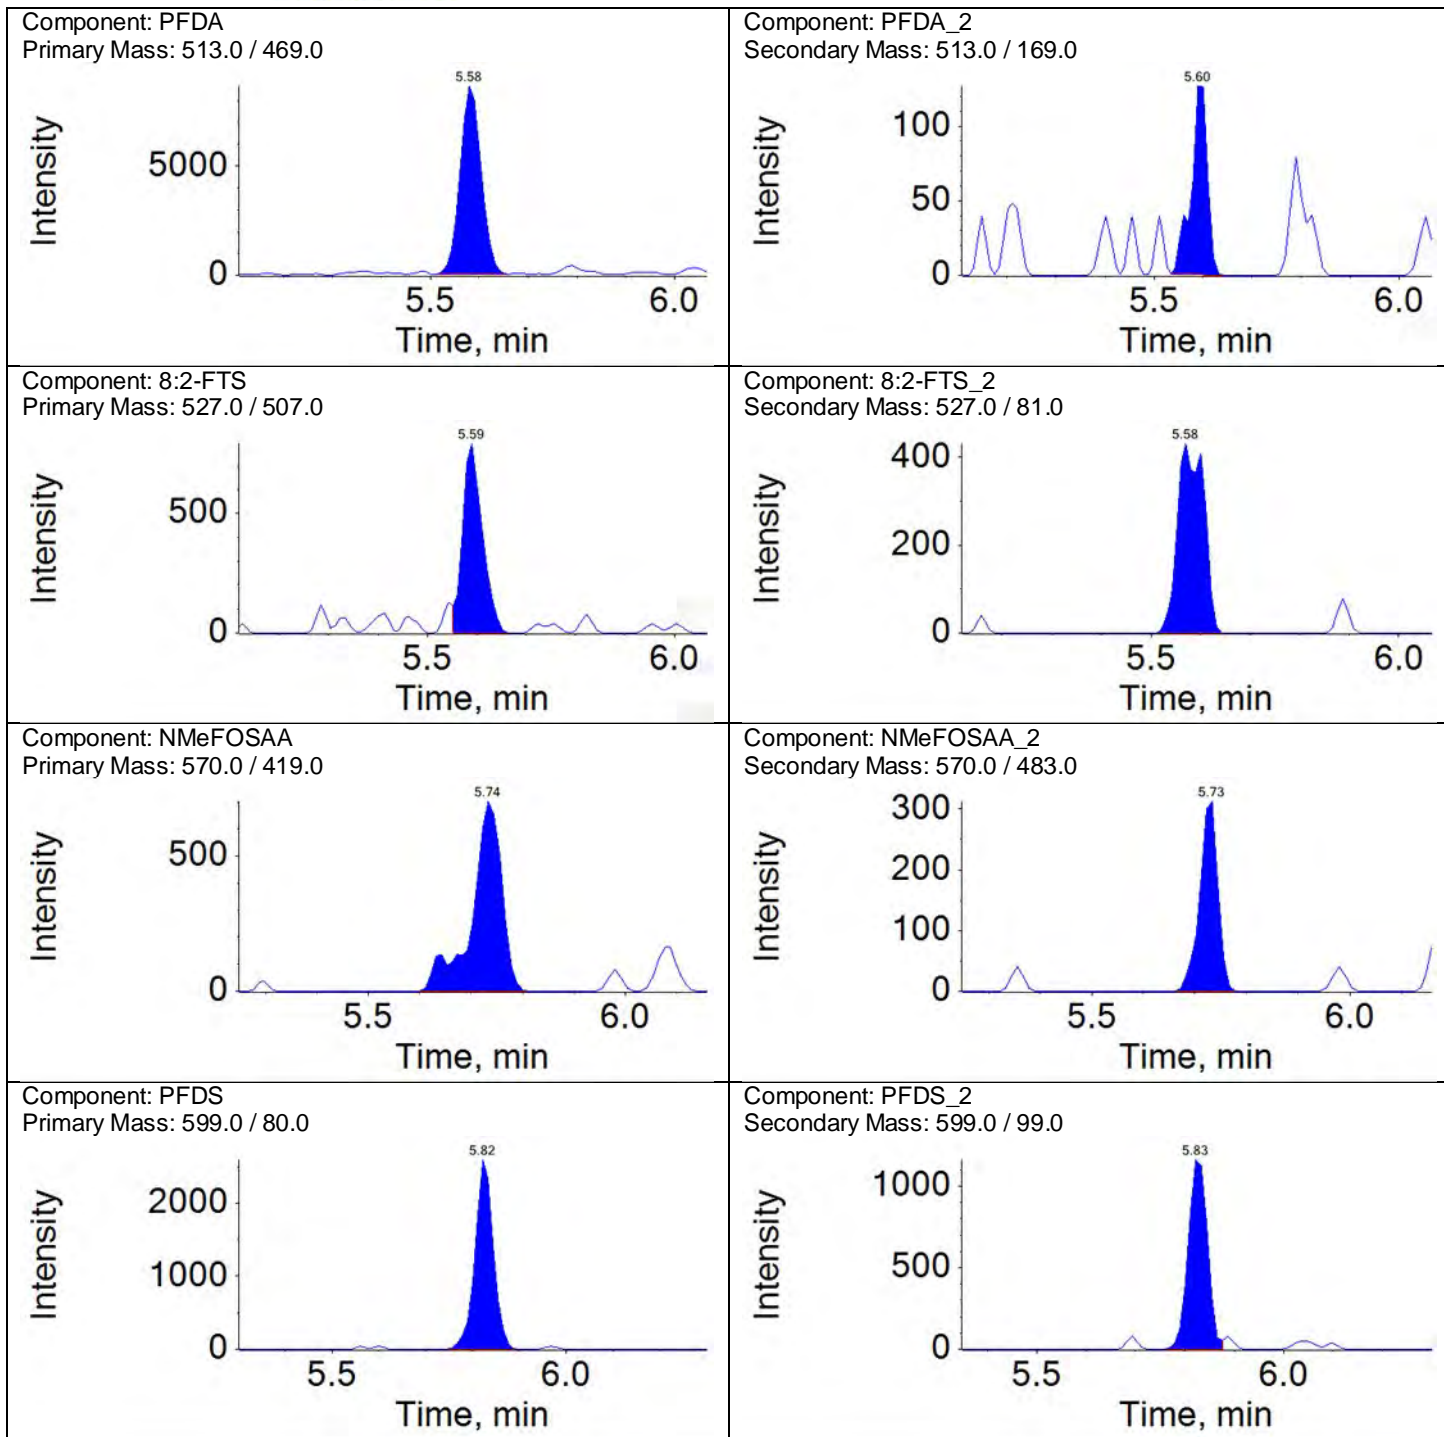 Component: PFDA
Primary Mass: 513.0 / 469.0
5.58
Intensity
5000
0
5.5 6.0
Time, min
Component: PFDA_2
Secondary Mass: 513.0 / 169.0
5.60
Intensity
100
50
0
5.5 6.0
Time, min
Component: 8:2-FTS
Primary Mass: 527.0 / 507.0
5.59
Intensity
500
0
5.5 6.0
Time, min
Component: 8:2-FTS_2
Secondary Mass: 527.0 / 81.0
5.58
Intensity
400
200
0
5.5 6.0
Time, min
Component: NMeFOSAA
Primary Mass: 570.0 / 419.0
5.74
Intensity
500
0
5.5 6.0
Time, min
Component: NMeFOSAA_2
Secondary Mass: 570.0 / 483.0
5.73
Intensity
300
200
100
0
5.5 6.0
Time, min
Component: PFDS
Primary Mass: 599.0 / 80.0
5.82
Intensity
2000
1000
0
5.5 6.0
Time, min
Component: PFDS_2
Secondary Mass: 599.0 / 99.0
5.83
Intensity
1000
500
0
5.5 6.0
Time, min